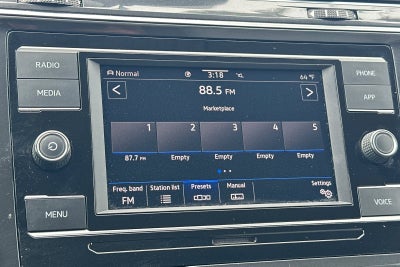 RADIO
MEDIA
MENU
Normal
3:18
64 °F
88.5 FM
Marketplace
1 2 3 4 5
87.7 FM Empty Empty Empty Empty
Freq. band Station list Presets Manual Settings
FM
PHONE
APP
VOICE